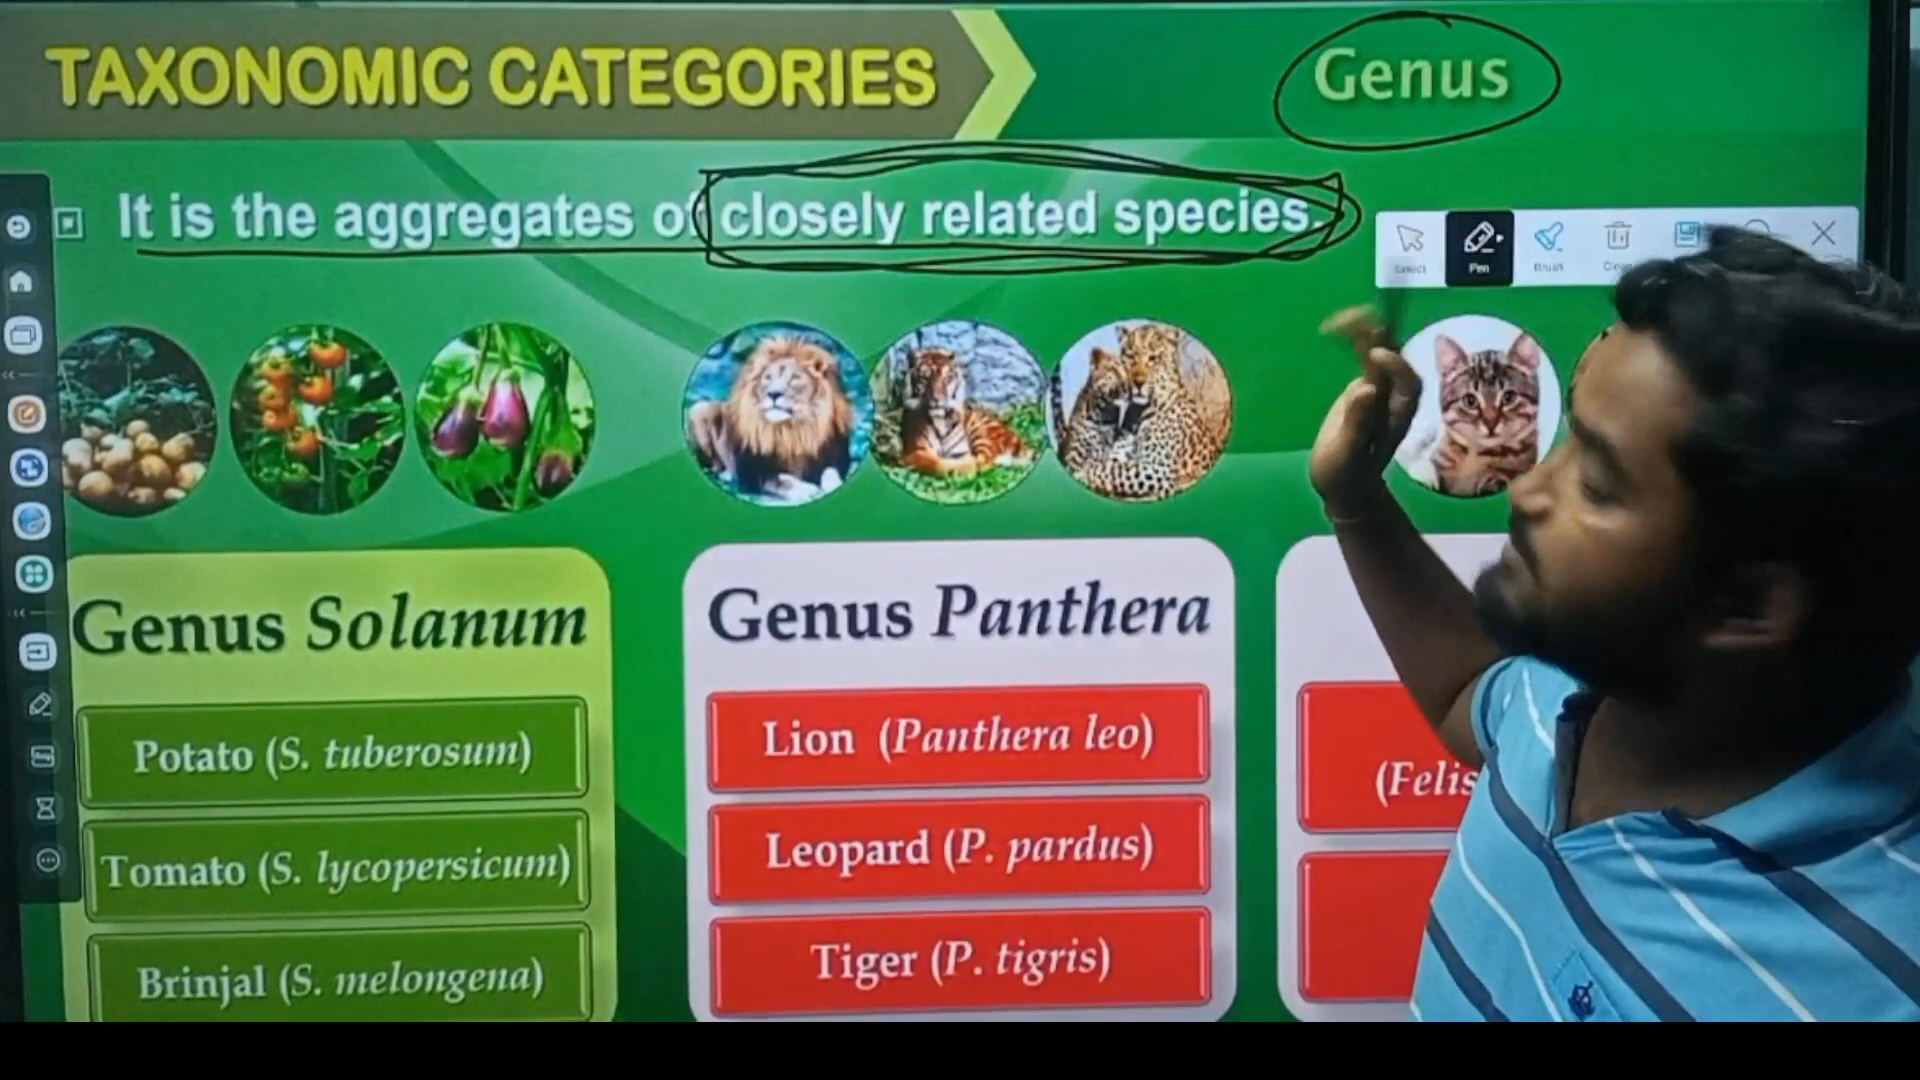 TAXONOMIC CATEGORIES
Genus
It is the aggregates of closely related species.
Select
Pen
Brush
Genus Solanum
Potato (S. tuberosum)
Tomato (S. lycopersicum)
Brinjal (S. melongena)
Genus Panthera
Lion (Panthera leo)
Leopard (P. pardus)
Tiger (P. tigris)
(Felis